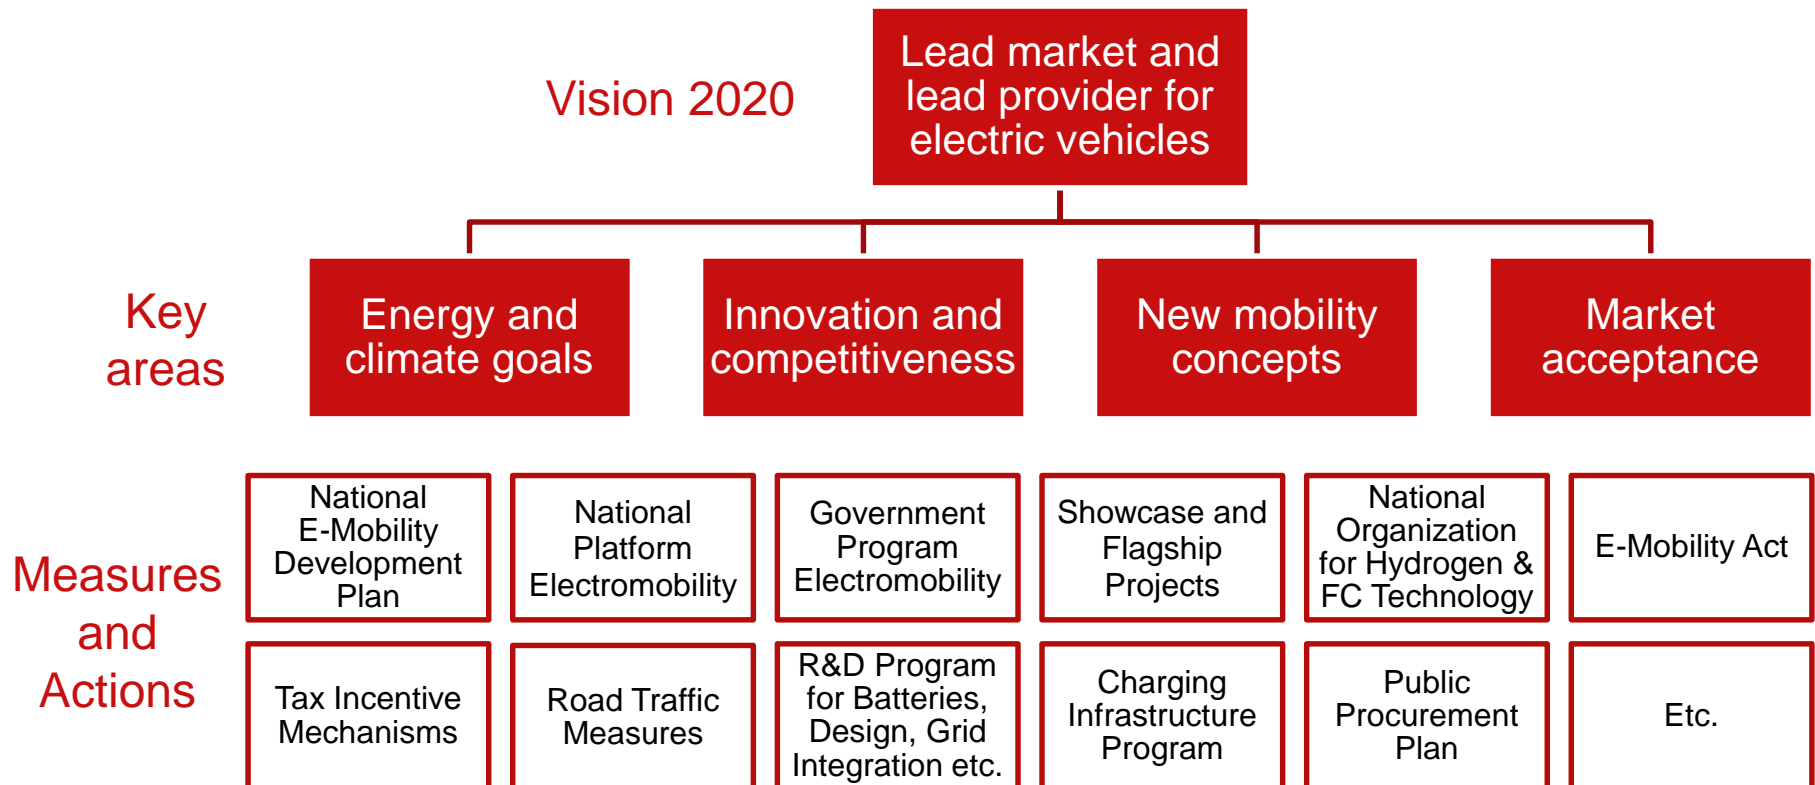 Vision 2020
Lead market and
lead provider for
electric vehicles
Key
areas
Energy and
climate goals
Innovation and
competitiveness
New mobility
concepts
Market
acceptance
Measures
and
Actions
National
E-Mobility
Development
Plan
National
Platform
Electromobility
Government
Program
Electromobility
Showcase and
Flagship
Projects
National
Organization
for Hydrogen &
FC Technology
E-Mobility Act
Tax Incentive
Mechanisms
Road Traffic
Measures
R&D Program
for Batteries,
Design, Grid
Integration etc.
Charging
Infrastructure
Program
Public
Procurement
Plan
Etc.